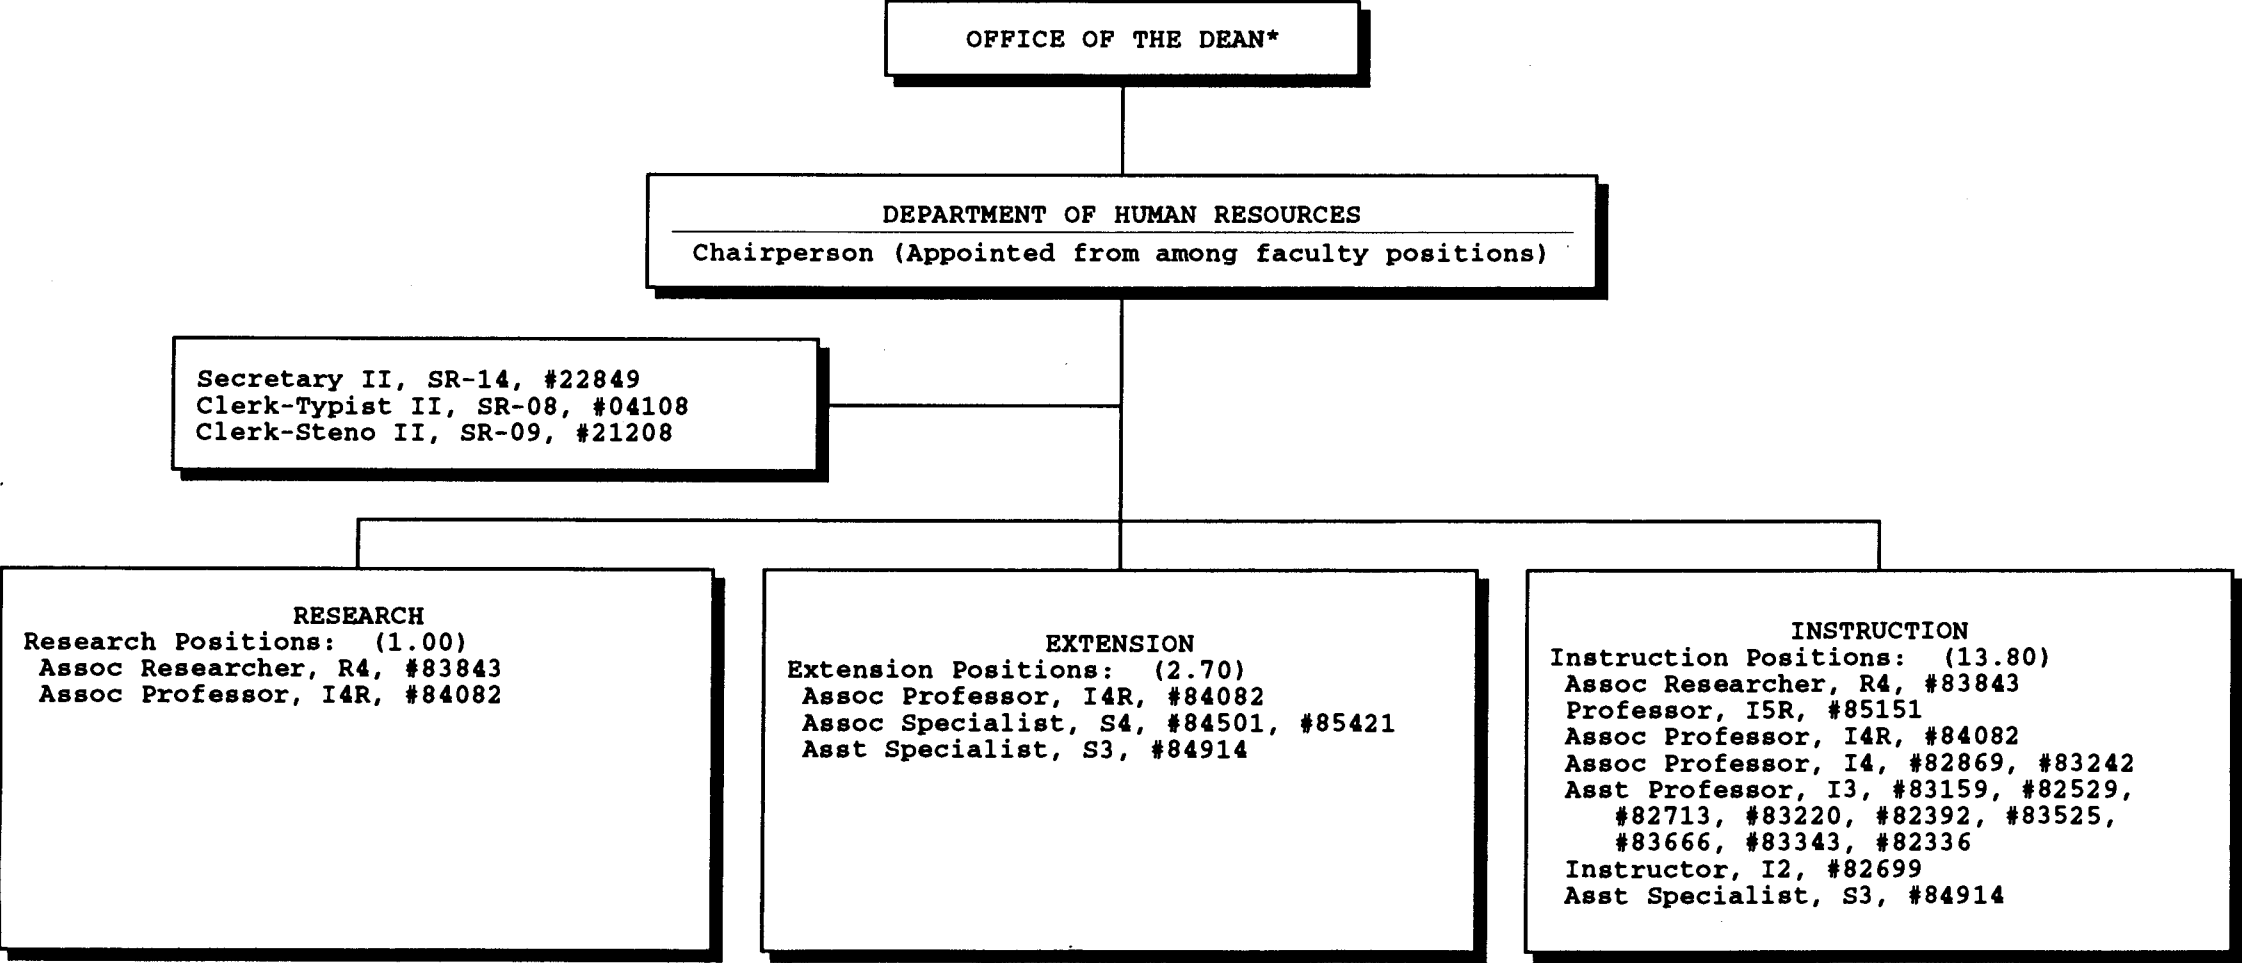 OFFICE OF THE DEAN*
DEPARTMENT OF HUMAN RESOURCES
Chairperson (Appointed from among faculty positions)
Secretary II, SR-14, #22849
Clerk-Typist II, SR-08, #04108
Clerk-Steno II, SR-09, #21208
RESEARCH
Research Positions: (1.00)
Assoc Researcher, R4, #83843
Assoc Professor, I4R, #84082
EXTENSION
Extension Positions: (2.70)
Assoc Professor, I4R, #84082
Assoc Specialist, S4, #84501, #85421
Asst Specialist, S3, #84914
INSTRUCTION
Instruction Positions: (13.80)
Assoc Researcher, R4, #83843
Professor, I5R, #85151
Assoc Professor, I4R, #84082
Assoc Professor, I4, #82869, #83242
Asst Professor, I3, #83159, #82529,
#82713, #83220, #82392, #83525,
#83666, #83343, #82336
Instructor, I2, #82699
Asst Specialist, S3, #84914